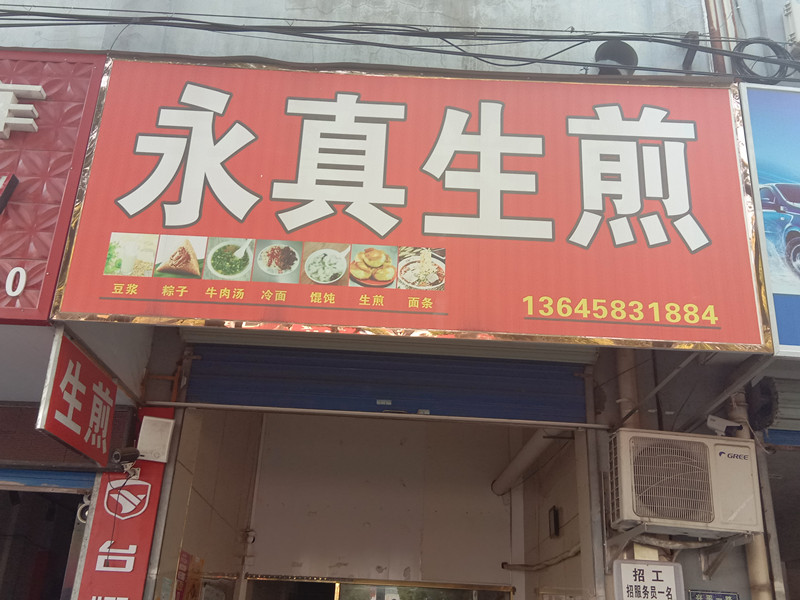 永真生煎
豆浆 粽子 牛肉汤 冷面 馄饨 生煎 面条
13645831884
生煎
0
GREE
台
招工
招服务员一名